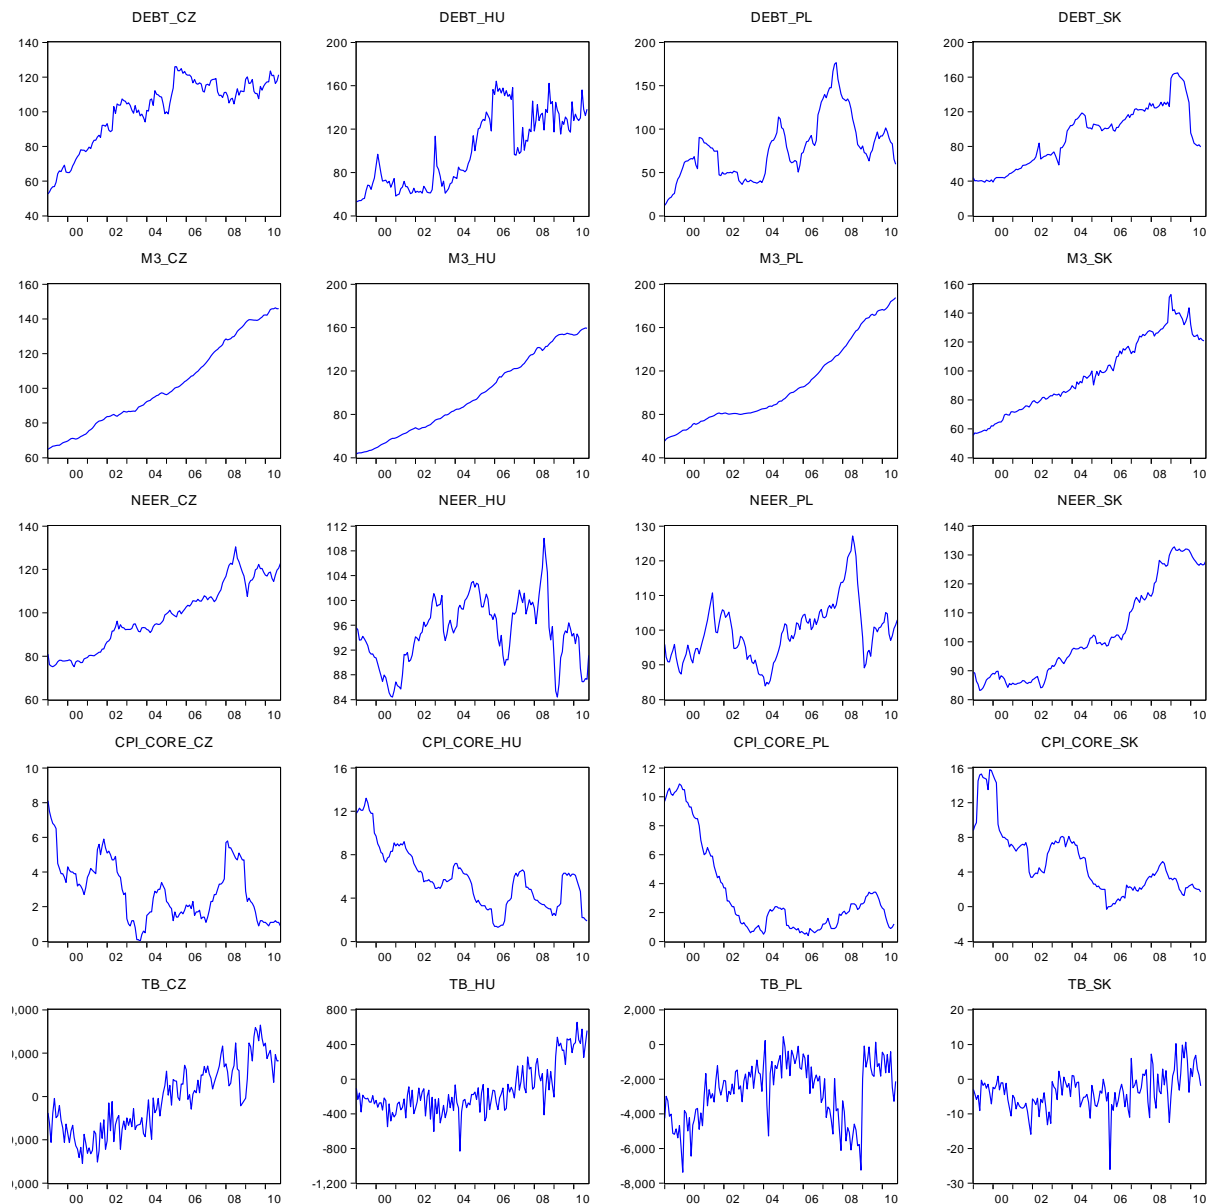 DEBT_CZ DEBT_HU DEBT_PL DEBT_SK
140 200 200 200
120 160 150 160
100 120 100 120
80 80
60 80 50 40
40 40 0 0
00 02 04 06 08 10 00 02 04 06 08 10 00 02 04 06 08 10 00 02 04 06 08 10
M3_CZ M3_HU M3_PL M3_SK
160 200 200 160
140 160 160 140
120 120 120 120
100 100
80 80 80 80
60
60 40 40 40
00 02 04 06 08 10 00 02 04 06 08 10 00 02 04 06 08 10 00 02 04 06 08 10
NEER_CZ NEER_HU NEER_PL NEER_SK
140 112 130 140
120 108 120 130
104 120
100 100 110 110
96 100
80 92 100
88 90 90
60 84 80 80
00 02 04 06 08 10 00 02 04 06 08 10 00 02 04 06 08 10 00 02 04 06 08 10
CPI_CORE_CZ CPI_CORE_HU CPI_CORE_PL CPI_CORE_SK
10 16 12 16
8 12 10 12
6 8 8
4 8 6 4
2 4 4 0
0 0 2 -4
0
00 02 04 06 08 10 00 02 04 06 08 10 00 02 04 06 08 10 00 02 04 06 08 10
TB_CZ TB_HU TB_PL TB_SK
,000 800 2,000 20
,000 400 0 10
0 0 -2,000 0
,000 -400 -4,000 -10
-800 -6,000 -20
,000 -1,200 -8,000 -30
00 02 04 06 08 10 00 02 04 06 08 10 00 02 04 06 08 10 00 02 04 06 08 10